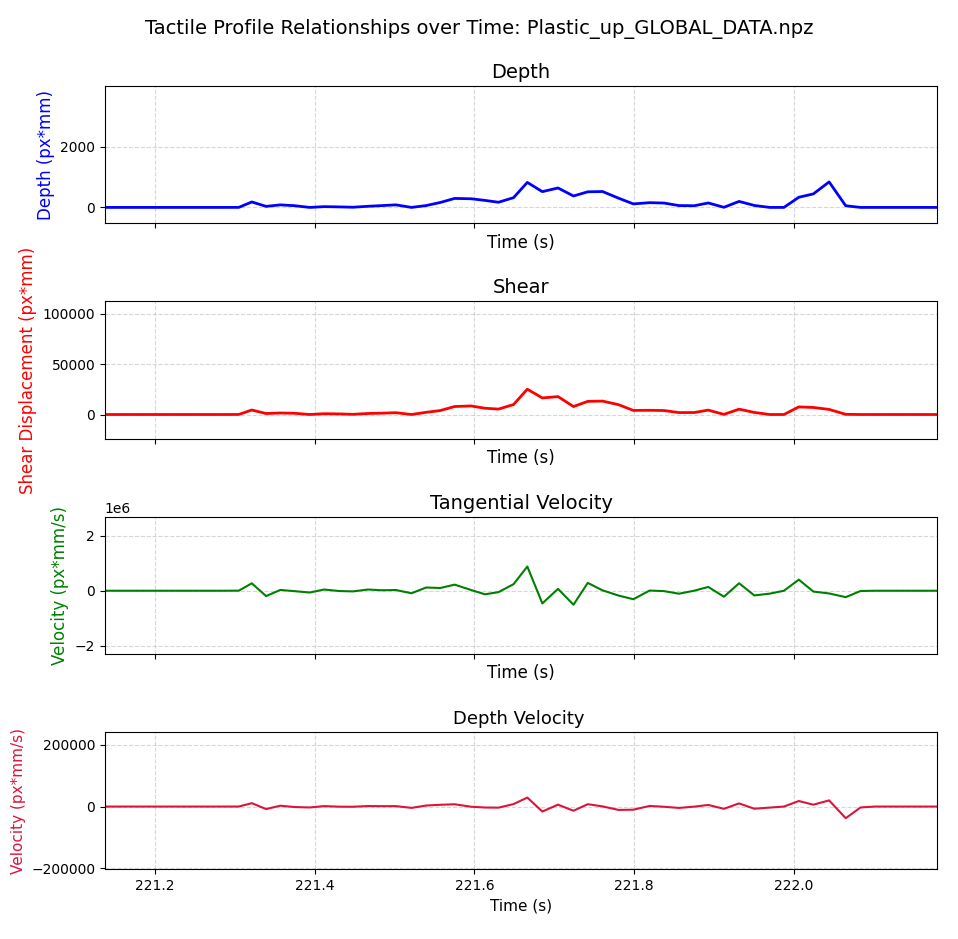 Tactile Profile Relationships over Time: Plastic_up_GLOBAL_DATA.npz
Depth
Depth (px*mm)
2000
0
Time (s)
Shear
Shear Displacement (px*mm)
100000
50000
0
Time (s)
Tangential Velocity
1e6
Velocity (px*mm/s)
2
0
−2
Time (s)
Depth Velocity
Velocity (px*mm/s)
200000
0
−200000
221.2 221.4 221.6 221.8 222.0
Time (s)